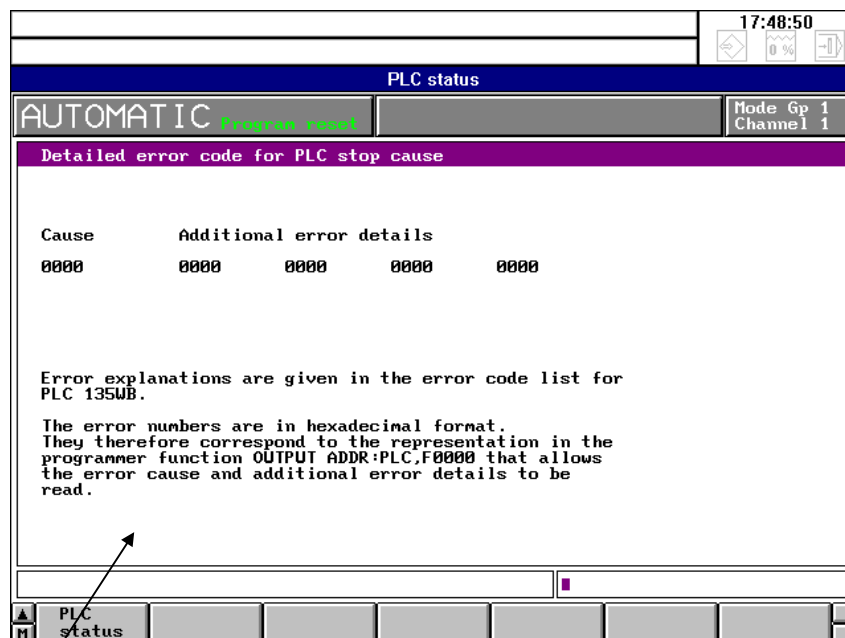 17:48:50
0 %
PLC status
AUTOMATIC Program reset
Mode Gp 1
Channel 1
Detailed error code for PLC stop cause
Cause Additional error details
0000 0000 0000 0000 0000
Error explanations are given in the error code list for
PLC 135WB.
The error numbers are in hexadecimal format.
They therefore correspond to the representation in the
programmer function OUTPUT ADDR:PLC,F0000 that allows
the error cause and additional error details to be
read.
PLC
M status